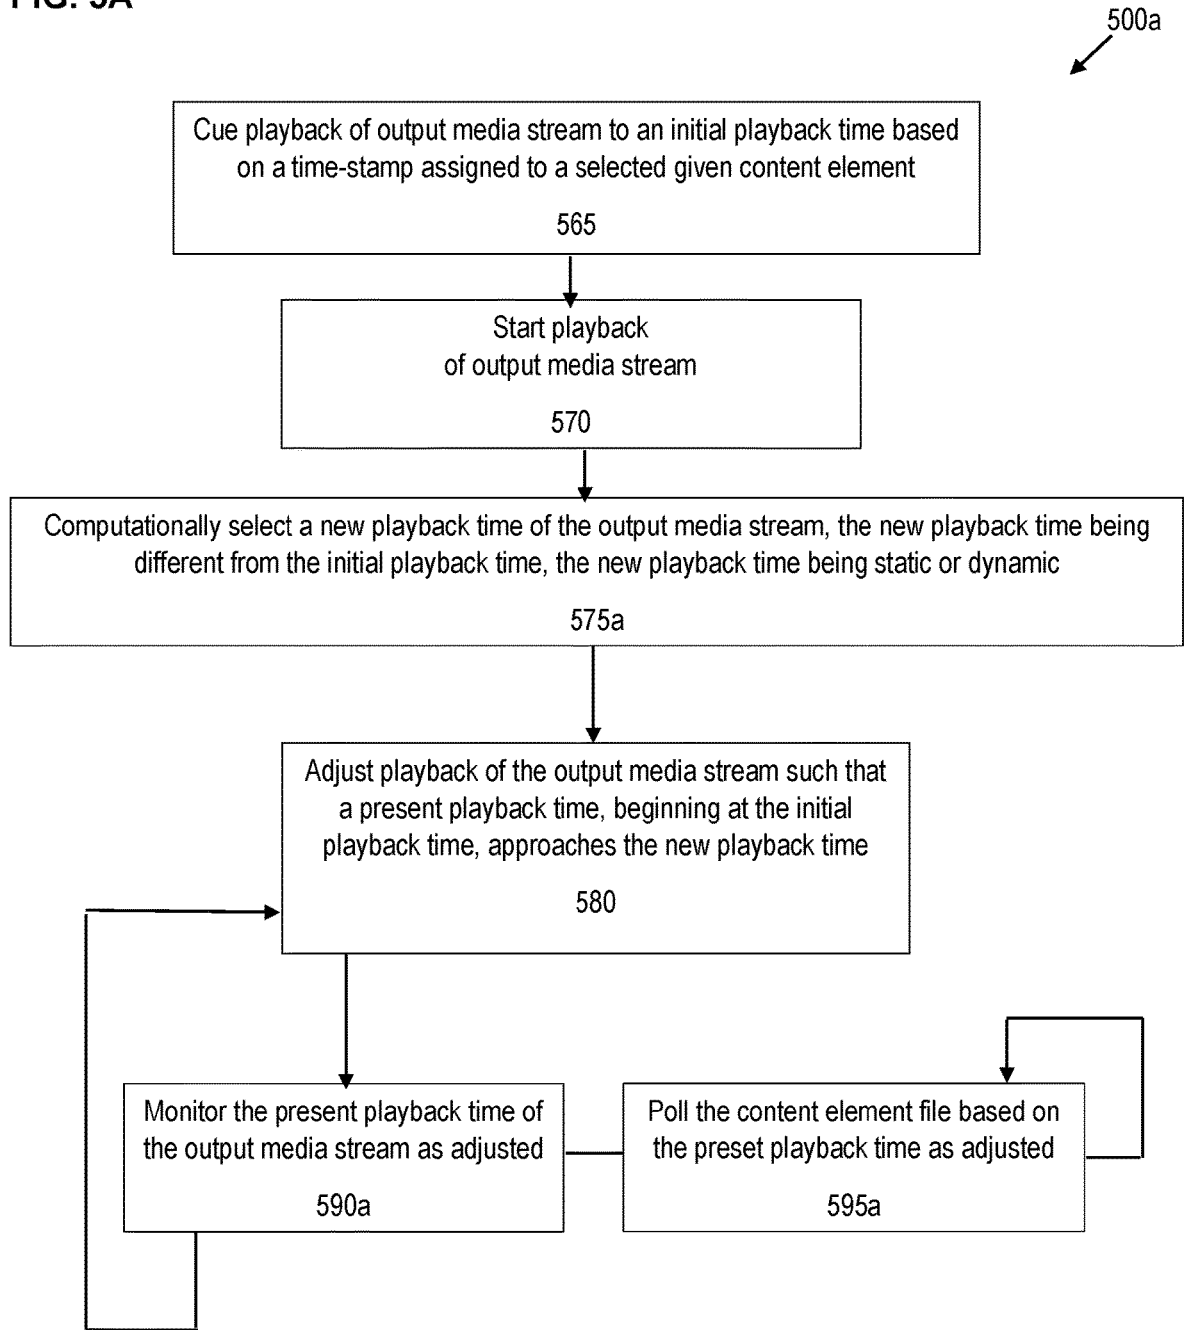 FIG. 5A
500a
Cue playback of output media stream to an initial playback time based
on a time-stamp assigned to a selected given content element
565
Start playback
of output media stream
570
Computationally select a new playback time of the output media stream, the new playback time being
different from the initial playback time, the new playback time being static or dynamic
575a
Adjust playback of the output media stream such that
a present playback time, beginning at the initial
playback time, approaches the new playback time
580
Monitor the present playback time of
the output media stream as adjusted
590a
Poll the content element file based on
the preset playback time as adjusted
595a